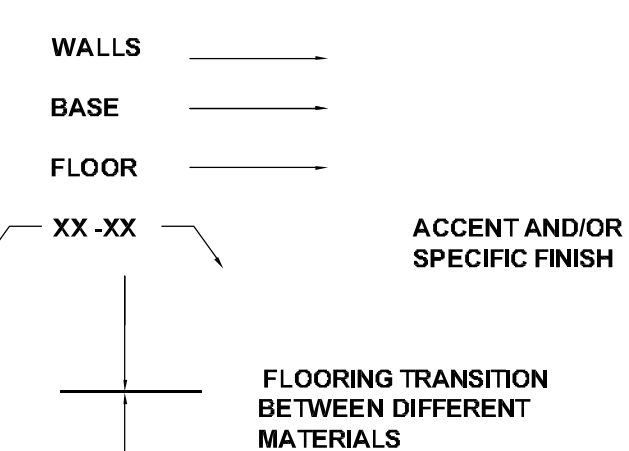 WALLS
BASE
FLOOR
XX -XX
ACCENT AND/OR
SPECIFIC FINISH
FLOORING TRANSITION
BETWEEN DIFFERENT
MATERIALS